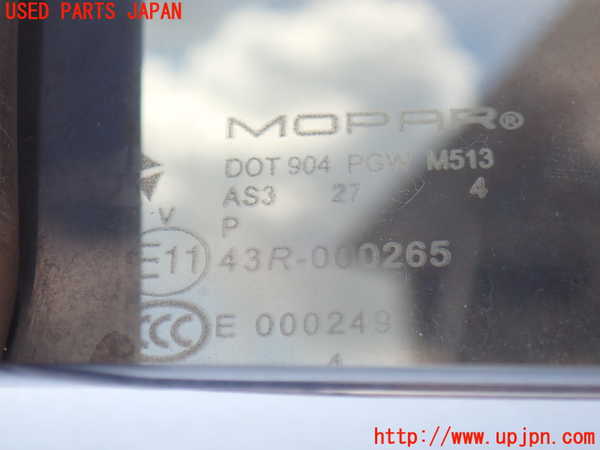 USED PARTS JAPAN
MOPAR®
DOT 904 PGW M513
AS3 27 4
V P
E11 43R-000265
CCC E 000249
4
http://www.upjpn.com/